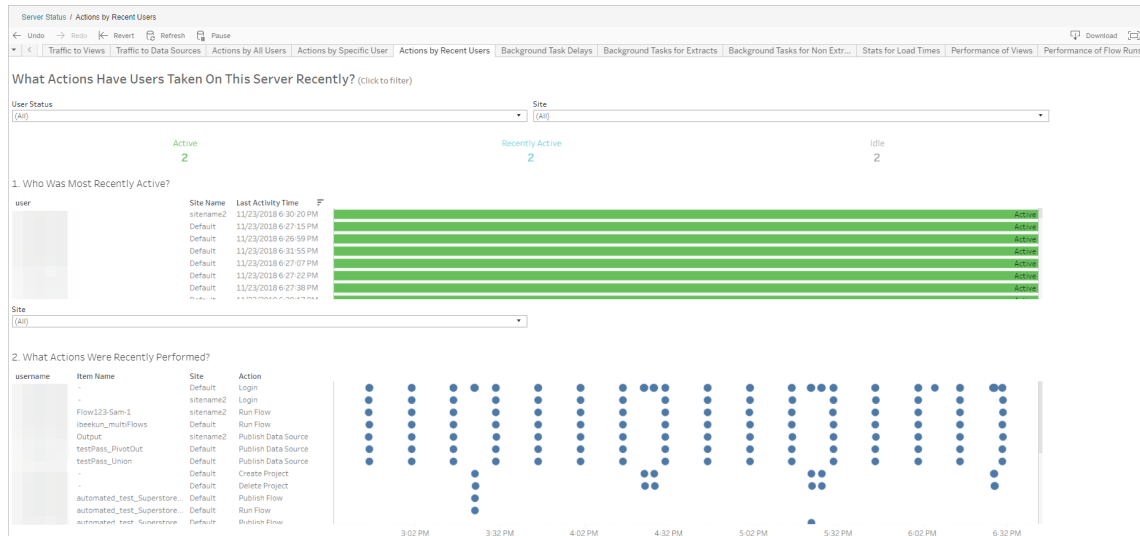 Server Status / Actions by Recent Users
← Undo → Redo Revert Refresh Pause Download
Traffic to Views Traffic to Data Sources Actions by All Users Actions by Specific User Actions by Recent Users Background Task Delays Background Tasks for Extracts Background Tasks for Non Extr... Stats for Load Times Performance of Views Performance of Flow Runs
What Actions Have Users Taken On This Server Recently? (Click to filter)
User Status Site
(All) (All)
Active Recently Active Idle
2 2 2
1. Who Was Most Recently Active?
user Site Name Last Activity Time
sitename2 11/23/2018 6:30:20 PM Active
Default 11/23/2018 6:27:15 PM Active
Default 11/23/2018 6:26:59 PM Active
Default 11/23/2018 6:31:55 PM Active
Default 11/23/2018 6:27:07 PM Active
Default 11/23/2018 6:27:22 PM Active
Default 11/23/2018 6:27:38 PM Active
Site
(All)
2. What Actions Were Recently Performed?
username Item Name Site Action
- Default Login
- sitename2 Login
Flow123-Sam-1 sitename2 Run Flow
ibeekun_multiFlows Default Run Flow
Output sitename2 Publish Data Source
testPass_PivotOut Default Publish Data Source
testPass_Union Default Publish Data Source
- Default Create Project
- Default Delete Project
automated_test_Superstore... Default Publish Flow
automated_test_Superstore... Default Run Flow
automated_test_Superstore... Default Publish Flow
3:02 PM 3:32 PM 4:02 PM 4:32 PM 5:02 PM 5:32 PM 6:02 PM 6:32 PM